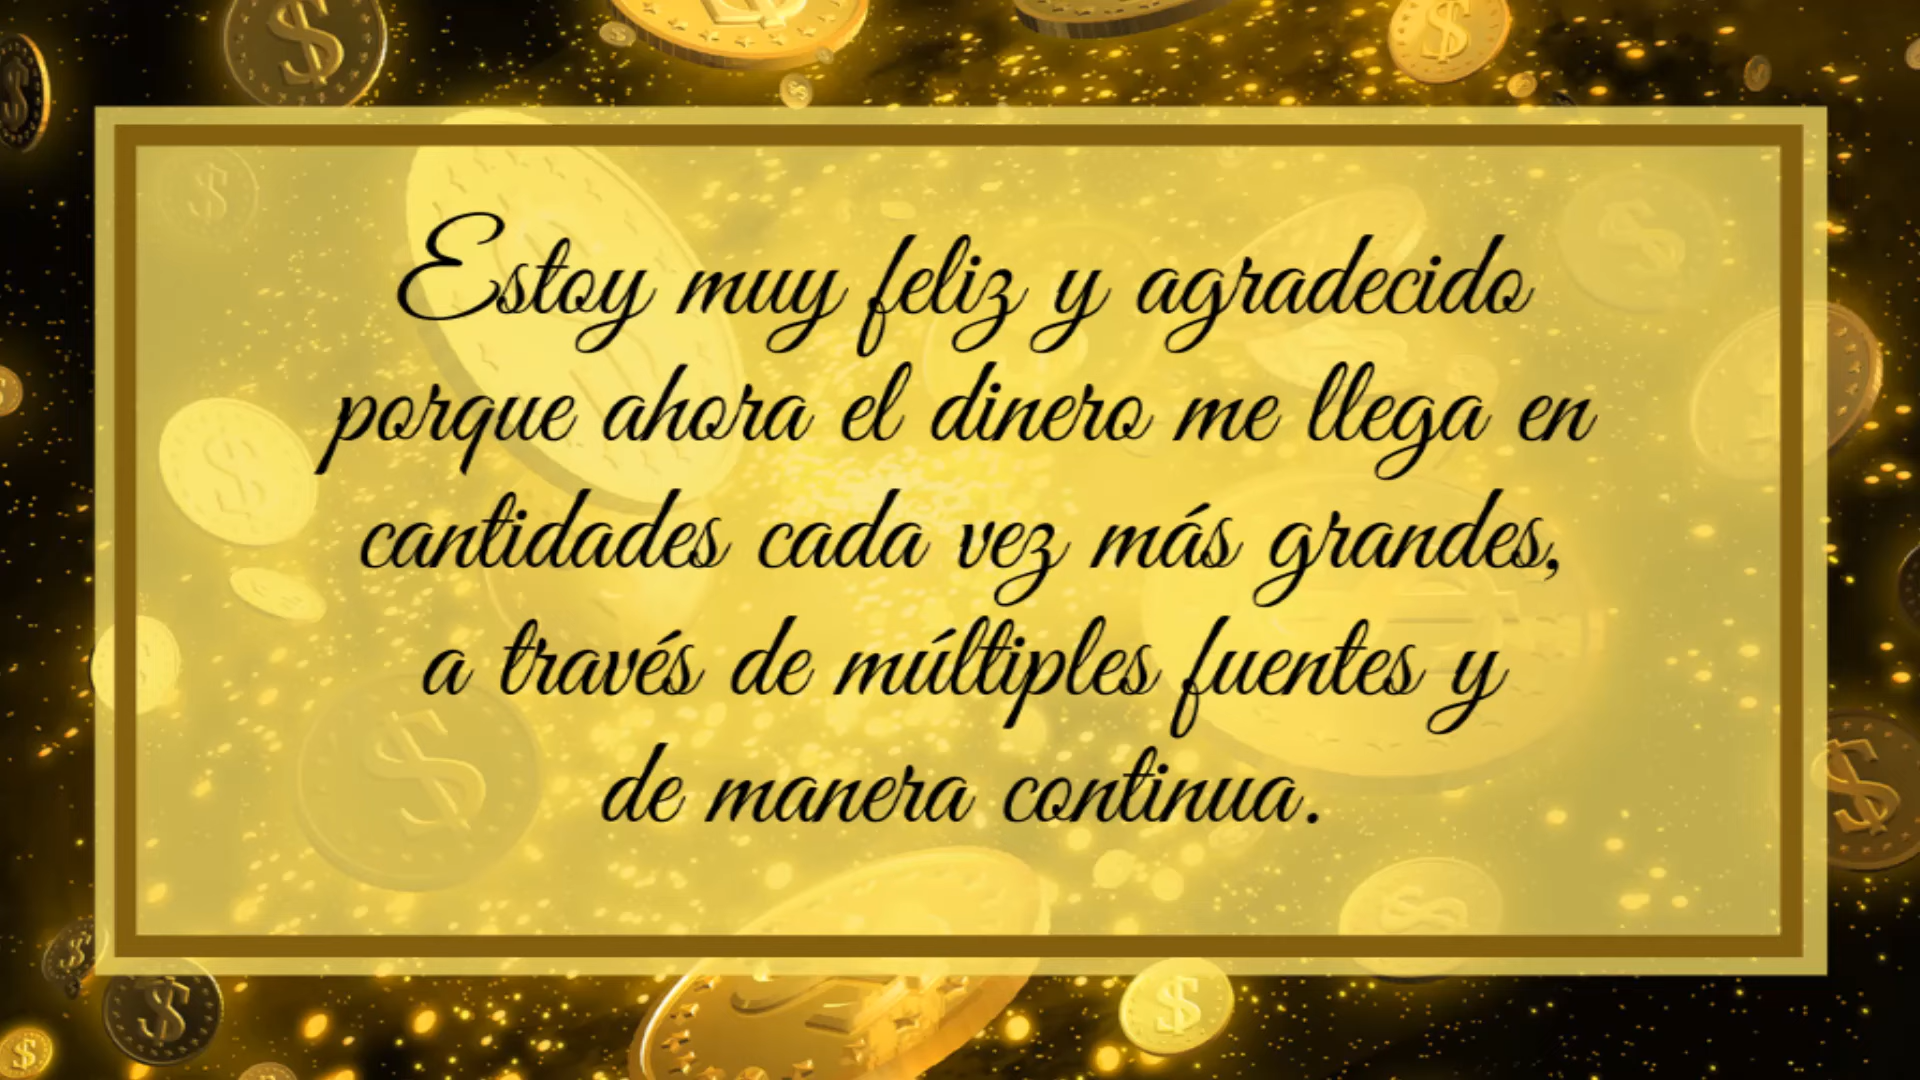 Estoy muy feliz y agradecido
porque ahora el dinero me llega en
cantidades cada vez más grandes,
a través de múltiples fuentes y
de manera continua.